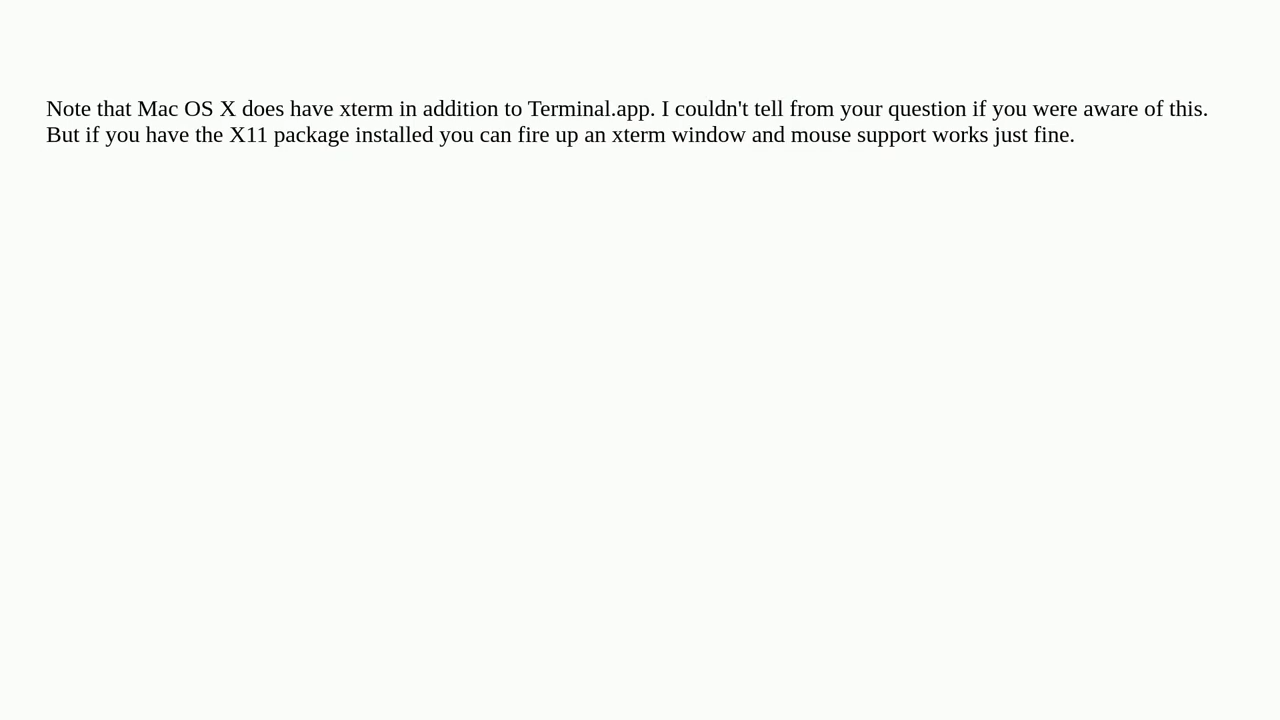 Note that Mac OS X does have xterm in addition to Terminal.app. I couldn't tell from your question if you were aware of this.
But if you have the X11 package installed you can fire up an xterm window and mouse support works just fine.